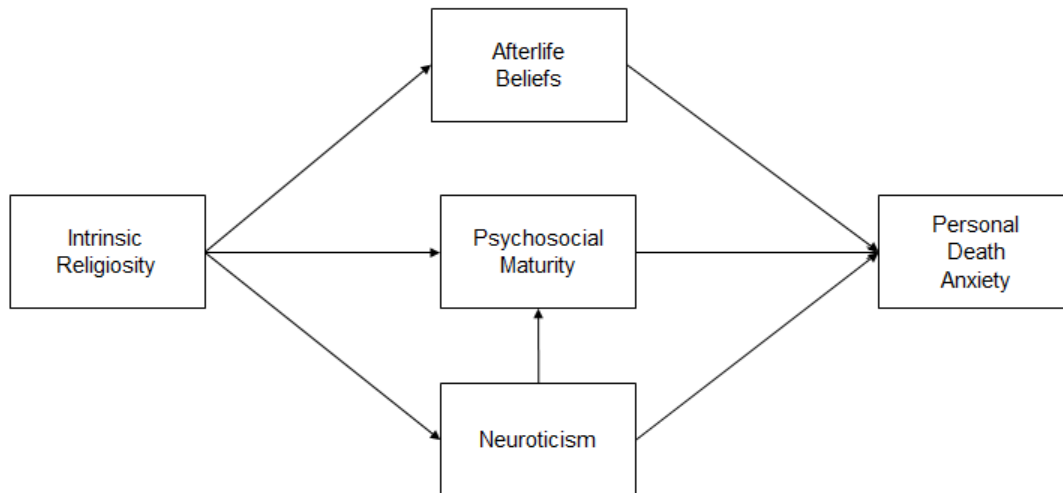 Afterlife
Beliefs
Intrinsic
Religiosity
Psychosocial
Maturity
Personal
Death
Anxiety
Neuroticism